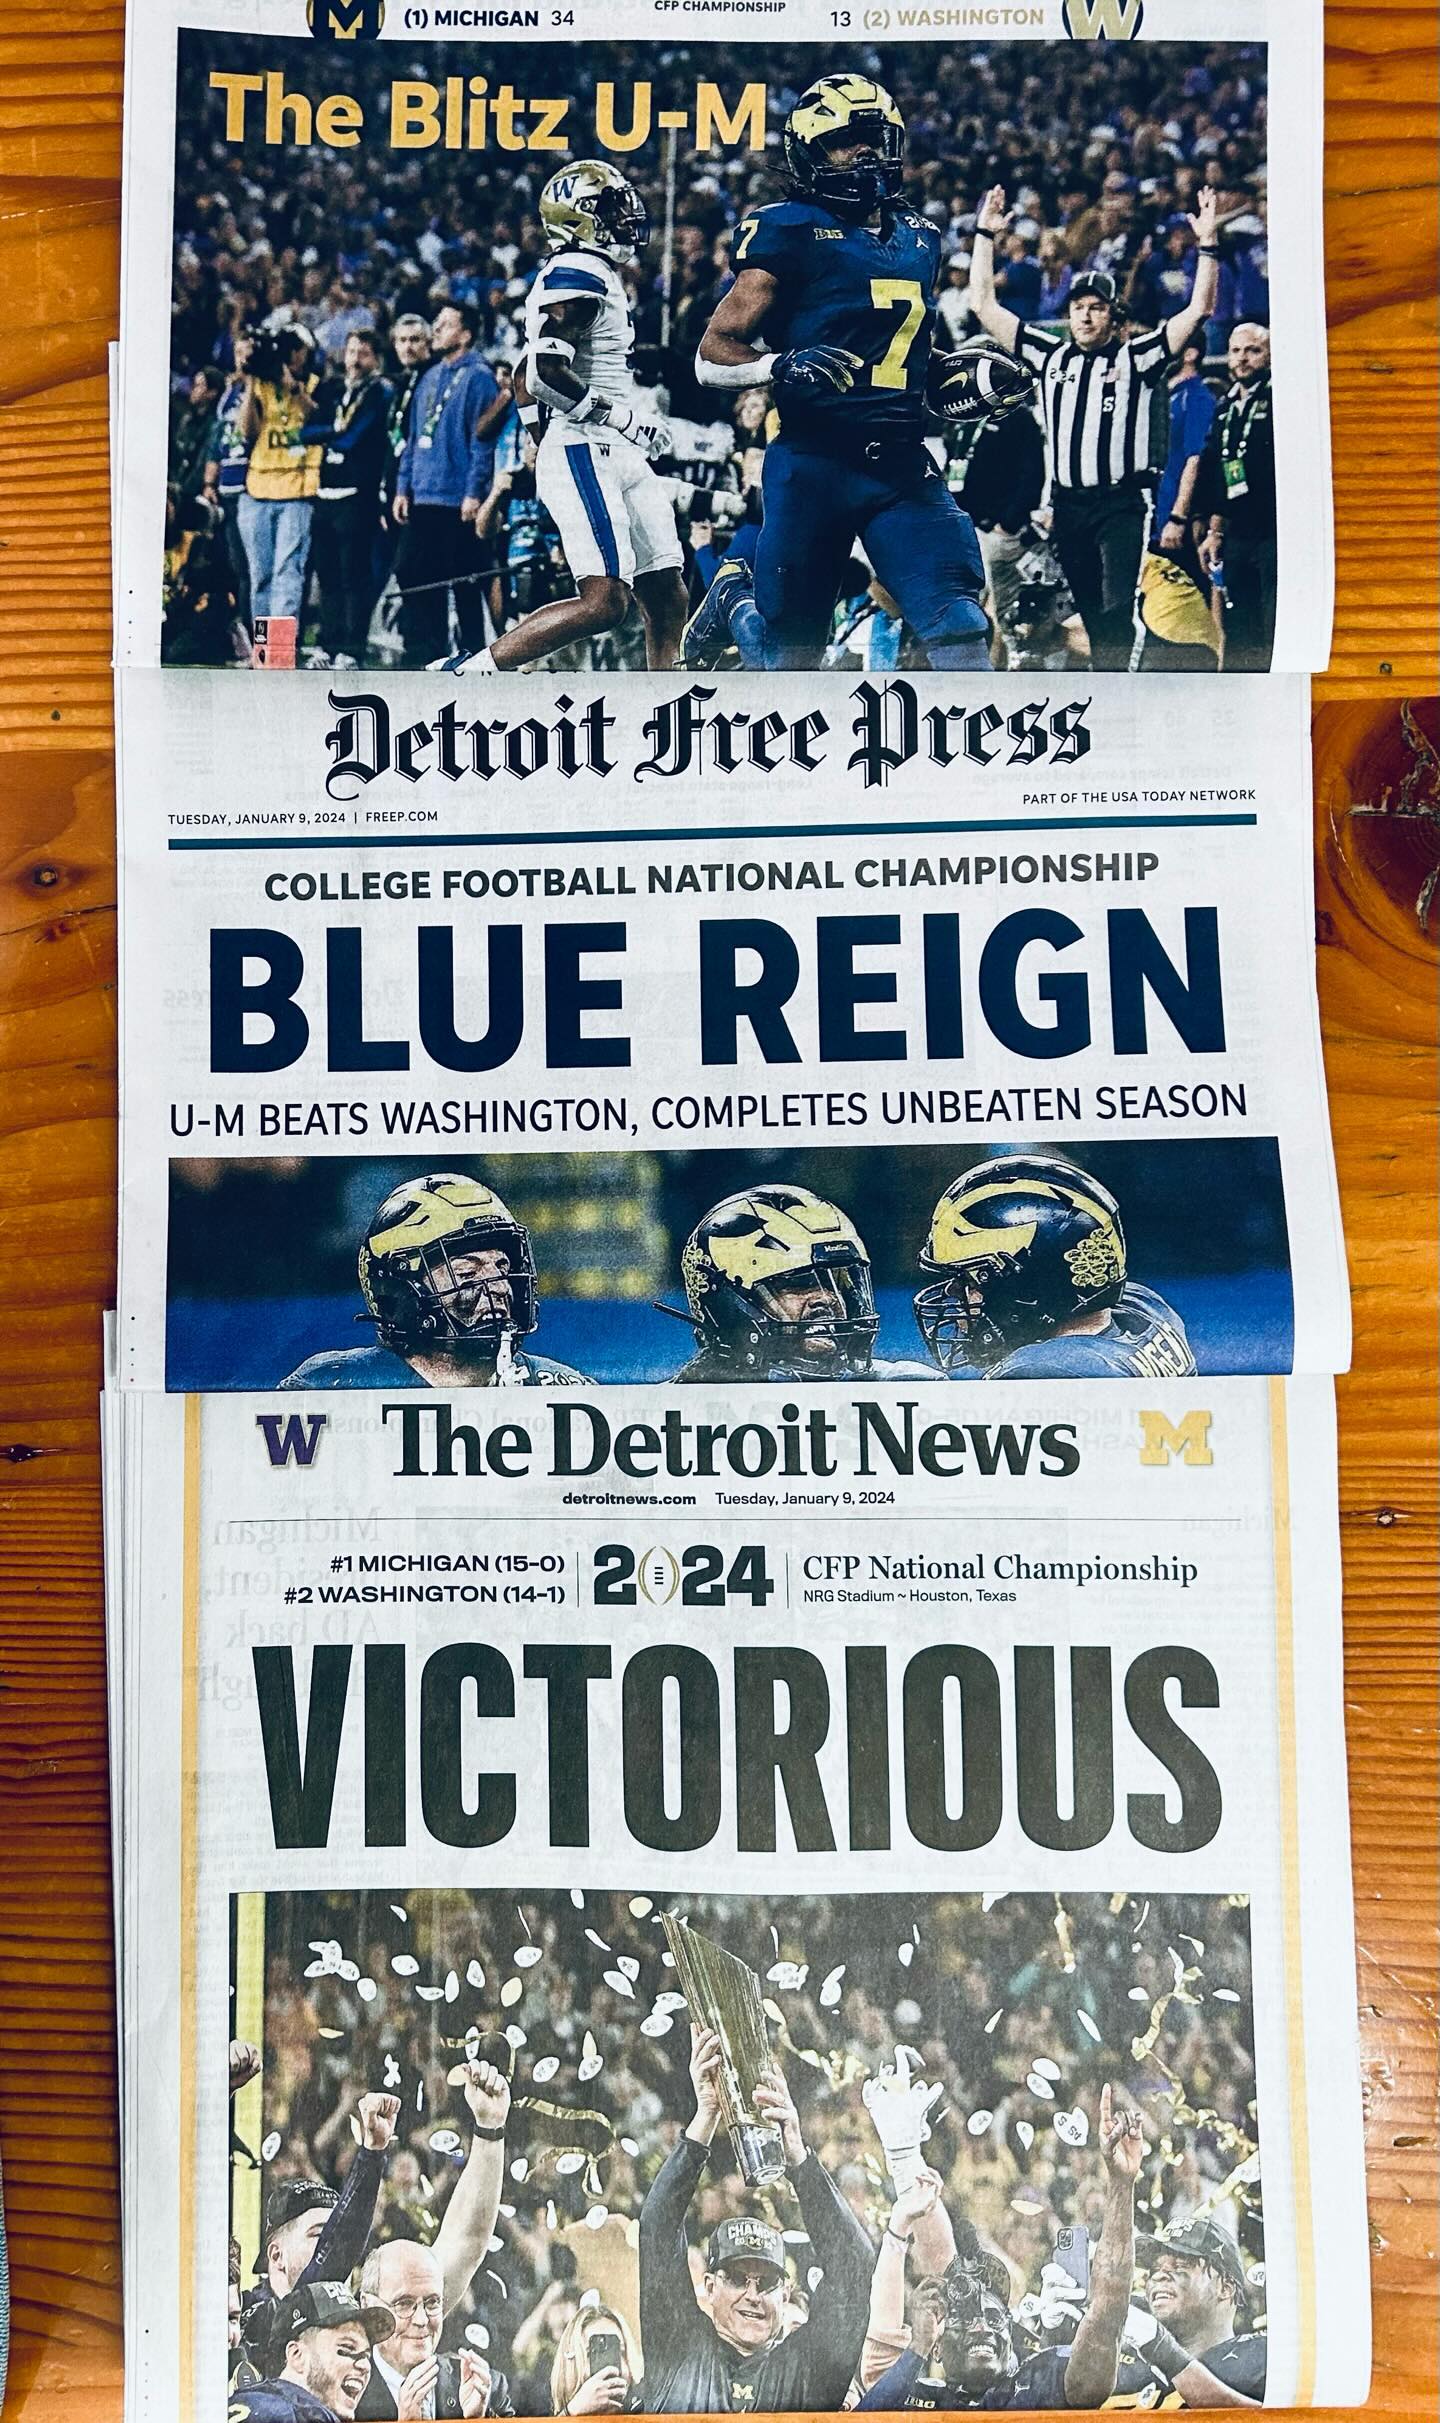 (1) MICHIGAN 34
CFP CHAMPIONSHIP
13 (2) WASHINGTON
The Blitz U-M
W
7
7
Detroit Free Press
TUESDAY, JANUARY 9, 2024 | FREEP.COM
PART OF THE USA TODAY NETWORK
COLLEGE FOOTBALL NATIONAL CHAMPIONSHIP
BLUE REIGN
U-M BEATS WASHINGTON, COMPLETES UNBEATEN SEASON
W The Detroit News M
detroitnews.com Tuesday, January 9, 2024
#1 MICHIGAN (15-0)
#2 WASHINGTON (14-1)
2024
CFP National Championship
NRG Stadium ~ Houston, Texas
VICTORIOUS